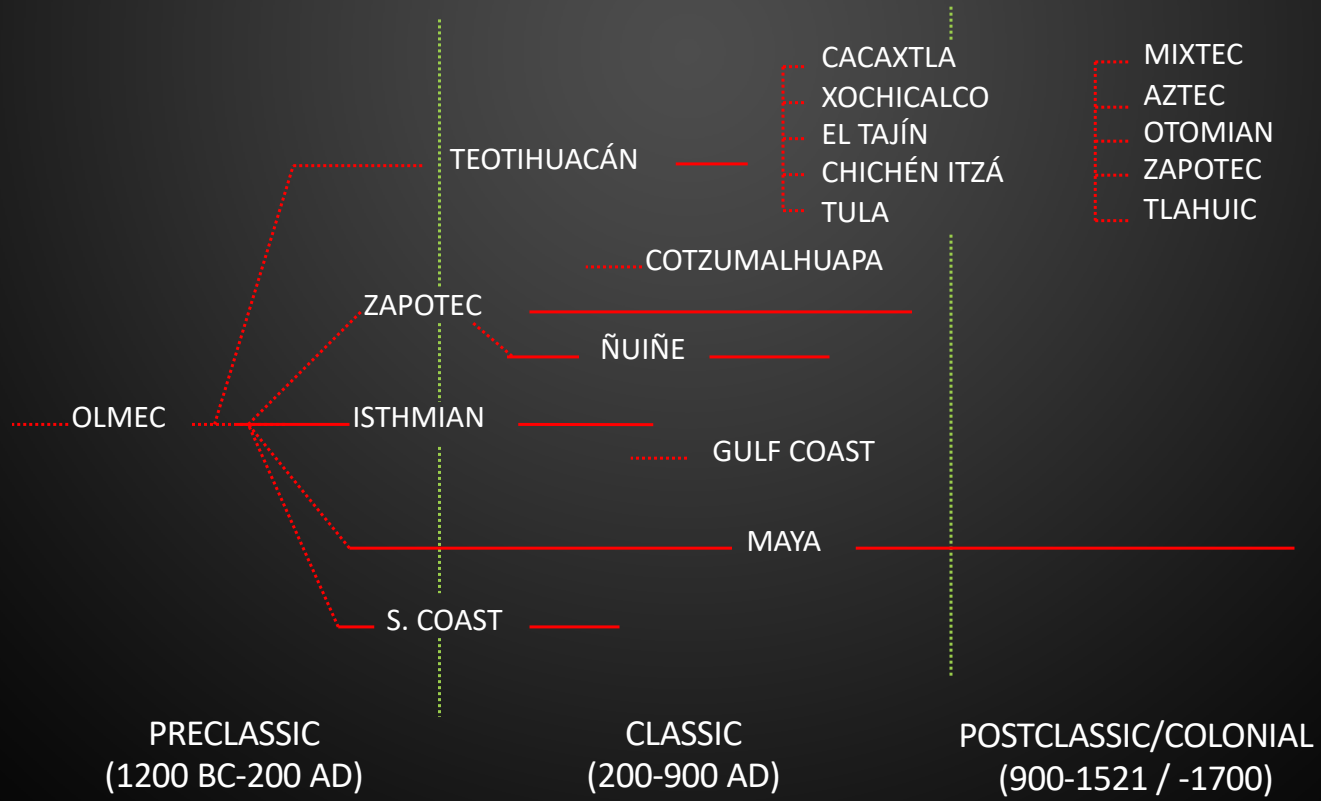 CACAXTLA
XOCHICALCO
EL TAJÍN
CHICHÉN ITZÁ
TULA
MIXTEC
AZTEC
OTOMIAN
ZAPOTEC
TLAHUIC
TEOTIHUACÁN
COTZUMALHUAPA
ZAPOTEC
ÑUIÑE
OLMEC
ISTHMIAN
GULF COAST
MAYA
S. COAST
PRECLASSIC
(1200 BC-200 AD)
CLASSIC
(200-900 AD)
POSTCLASSIC/COLONIAL
(900-1521 / -1700)